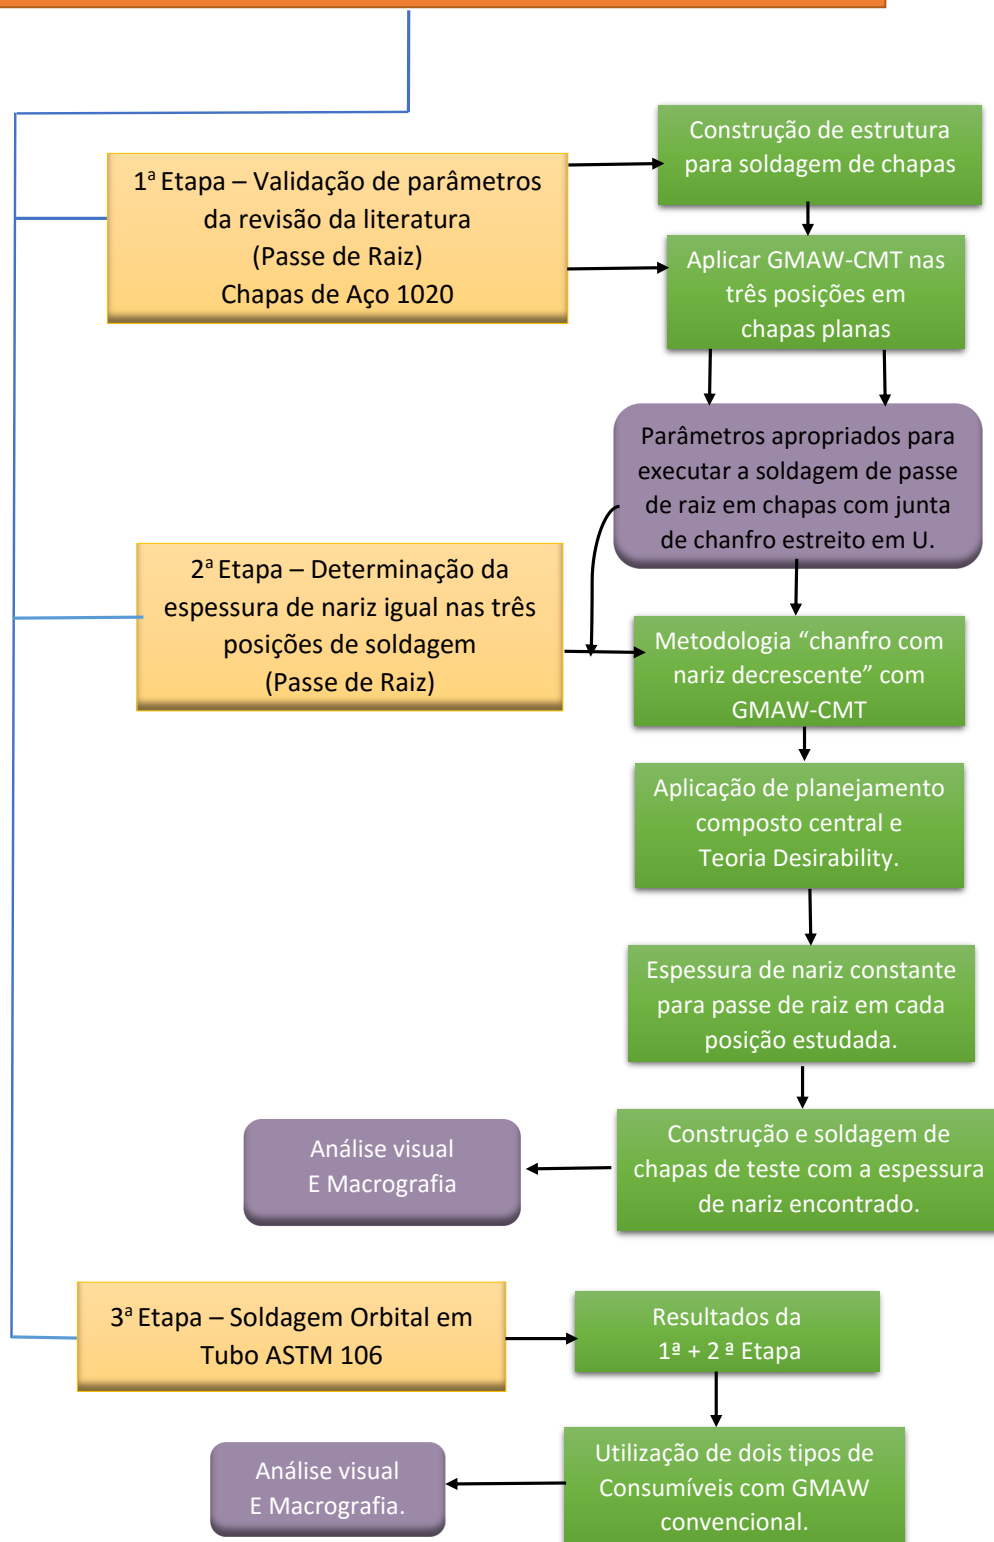 Construção de estrutura
para soldagem de chapas
1ª Etapa – Validação de parâmetros
da revisão da literatura
(Passe de Raiz)
Chapas de Aço 1020
Aplicar GMAW-CMT nas
três posições em
chapas planas
Parâmetros apropriados para
executar a soldagem de passe
de raiz em chapas com junta
de chanfro estreito em U.
2ª Etapa – Determinação da
espessura de nariz igual nas três
posições de soldagem
(Passe de Raiz)
Metodologia “chanfro com
nariz decrescente” com
GMAW-CMT
Aplicação de planejamento
composto central e
Teoria Desirability.
Espessura de nariz constante
para passe de raiz em cada
posição estudada.
Construção e soldagem de
chapas de teste com a espessura
de nariz encontrado.
Análise visual
E Macrografia
3ª Etapa – Soldagem Orbital em
Tubo ASTM 106
Resultados da
1ª + 2 ª Etapa
Utilização de dois tipos de
Consumíveis com GMAW
convencional.
Análise visual
E Macrografia.